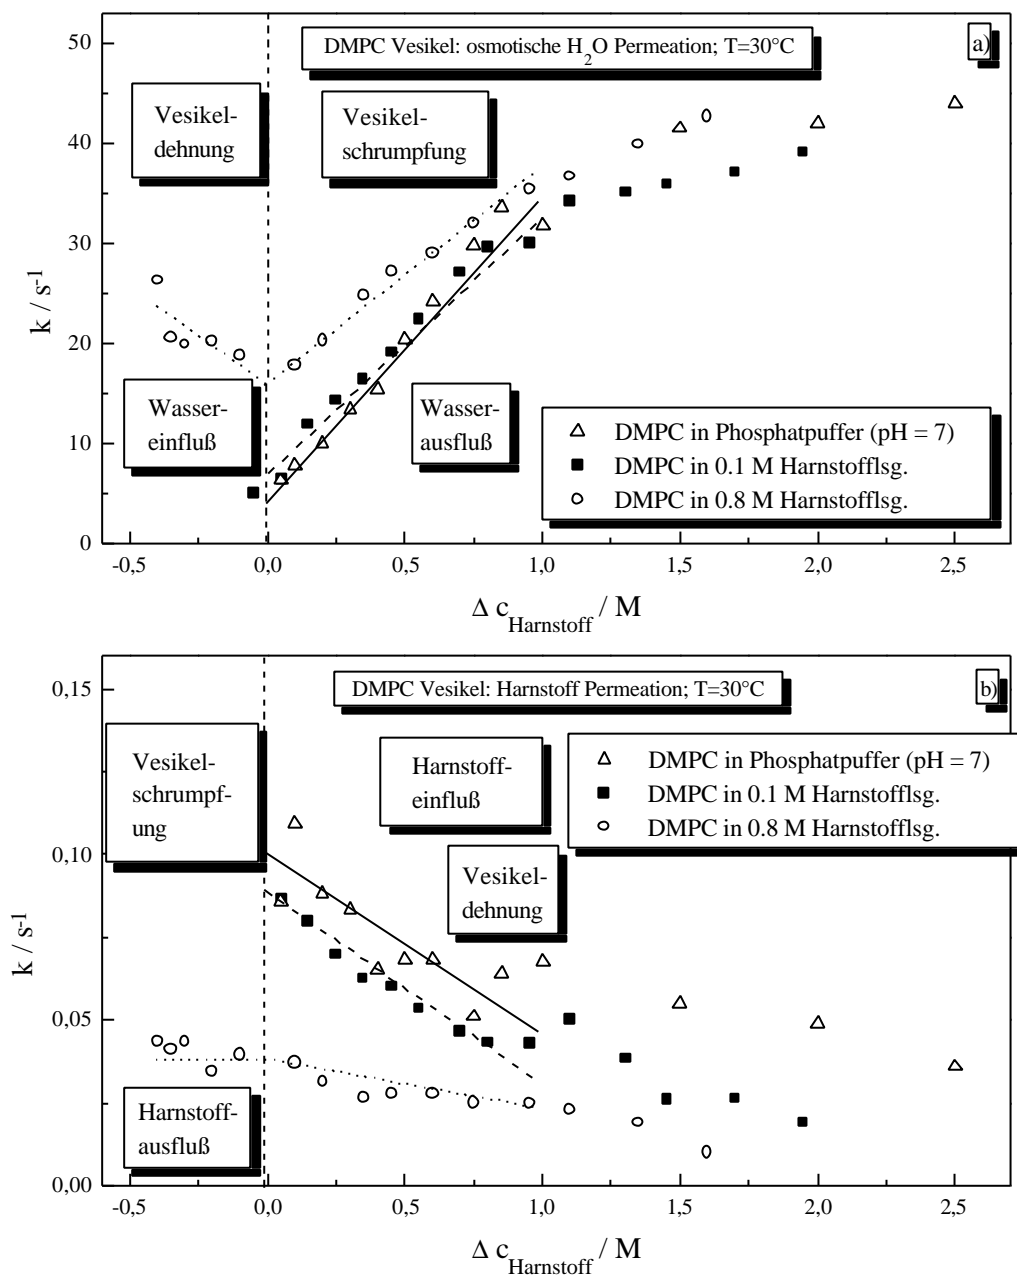 DMPC Vesikel: osmotische H₂O Permeation; T=30°C
a)
Vesikel-
dehnung
Vesikel-
schrumpfung
Wasser-
einfluß
Wasser-
ausfluß
DMPC in Phosphatpuffer (pH = 7)
DMPC in 0.1 M Harnstofflsg.
DMPC in 0.8 M Harnstofflsg.
50
40
30
20
10
0
k / s⁻¹
-0,5 0,0 0,5 1,0 1,5 2,0 2,5
Δ c_Harnstoff / M
DMPC Vesikel: Harnstoff Permeation; T=30°C
b)
Vesikel-
schrumpf-
ung
Harnstoff-
einfluß
DMPC in Phosphatpuffer (pH = 7)
DMPC in 0.1 M Harnstofflsg.
DMPC in 0.8 M Harnstofflsg.
Vesikel-
dehnung
Harnstoff-
ausfluß
0,15
0,10
0,05
0,00
k / s⁻¹
-0,5 0,0 0,5 1,0 1,5 2,0 2,5
Δ c_Harnstoff / M